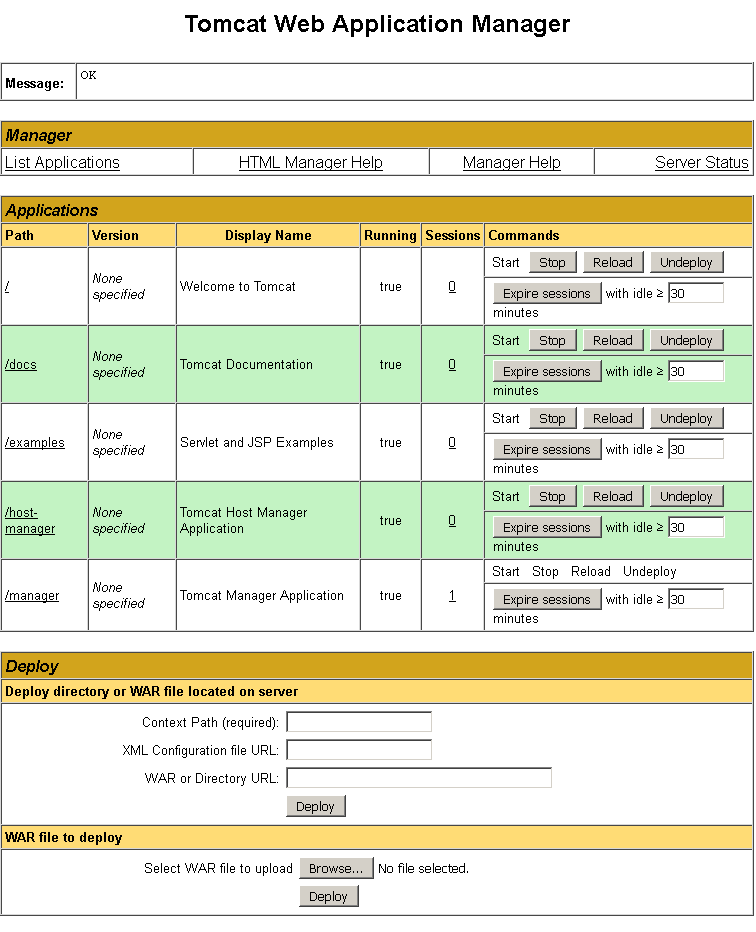 Tomcat Web Application Manager
Message: OK
Manager
List Applications HTML Manager Help Manager Help Server Status
Applications
Path Version Display Name Running Sessions Commands
/ None specified Welcome to Tomcat true 0 Start Stop Reload Undeploy
Expire sessions with idle ≥ 30 minutes
/docs None specified Tomcat Documentation true 0 Start Stop Reload Undeploy
Expire sessions with idle ≥ 30 minutes
/examples None specified Servlet and JSP Examples true 0 Start Stop Reload Undeploy
Expire sessions with idle ≥ 30 minutes
/host-manager None specified Tomcat Host Manager Application true 0 Start Stop Reload Undeploy
Expire sessions with idle ≥ 30 minutes
/manager None specified Tomcat Manager Application true 1 Start Stop Reload Undeploy
Expire sessions with idle ≥ 30 minutes
Deploy
Deploy directory or WAR file located on server
Context Path (required):
XML Configuration file URL:
WAR or Directory URL:
Deploy
WAR file to deploy
Select WAR file to upload Browse... No file selected.
Deploy